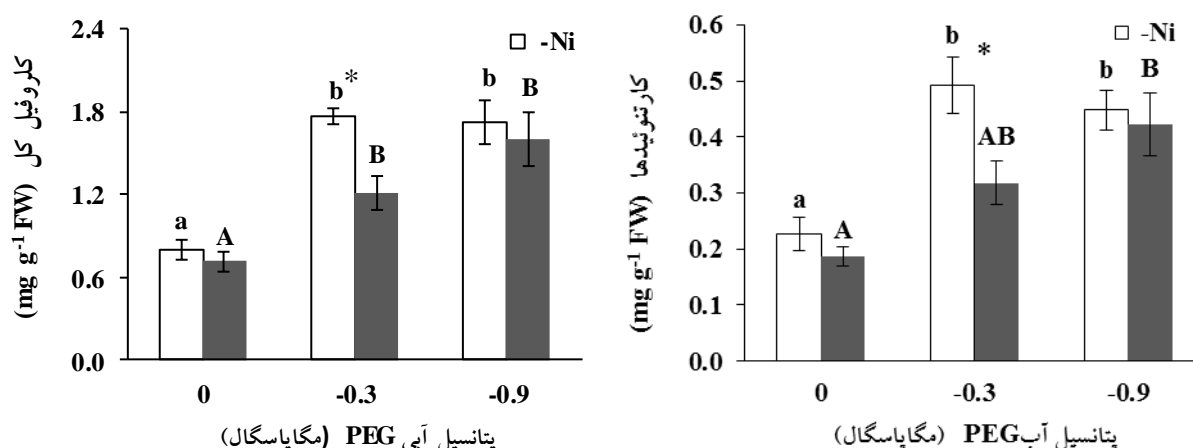 کلروفیل کل
(mg g⁻¹ FW)
2.4
1.8
1.2
0.6
0.0
-Ni
a
A
b*
B
b
B
0
-0.3
-0.9
پتانسیل آبی PEG (مگاپاسگال)
کارتنوئیدها
(mg g⁻¹ FW)
0.6
0.5
0.4
0.3
0.2
0.1
0.0
-Ni
a
A
b
*
AB
b
B
0
-0.3
-0.9
پتانسیل آب PEG (مگاپاسگال)